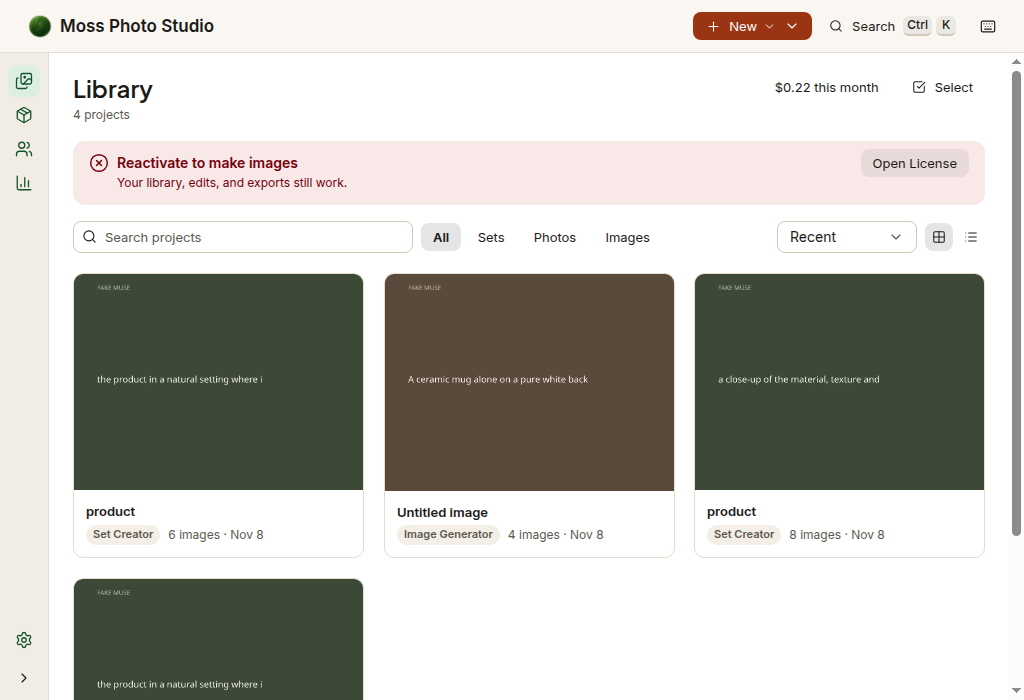 Moss Photo Studio
New
Search
Ctrl
K
Library
4 projects
$0.22 this month
Select
Reactivate to make images
Your library, edits, and exports still work.
Open License
Search projects
All
Sets
Photos
Images
Recent
FAKE MUSE
the product in a natural setting where i
product
Set Creator
6 images · Nov 8
FAKE MUSE
A ceramic mug alone on a pure white back
Untitled image
Image Generator
4 images · Nov 8
FAKE MUSE
a close-up of the material, texture and
product
Set Creator
8 images · Nov 8
FAKE MUSE
the product in a natural setting where i